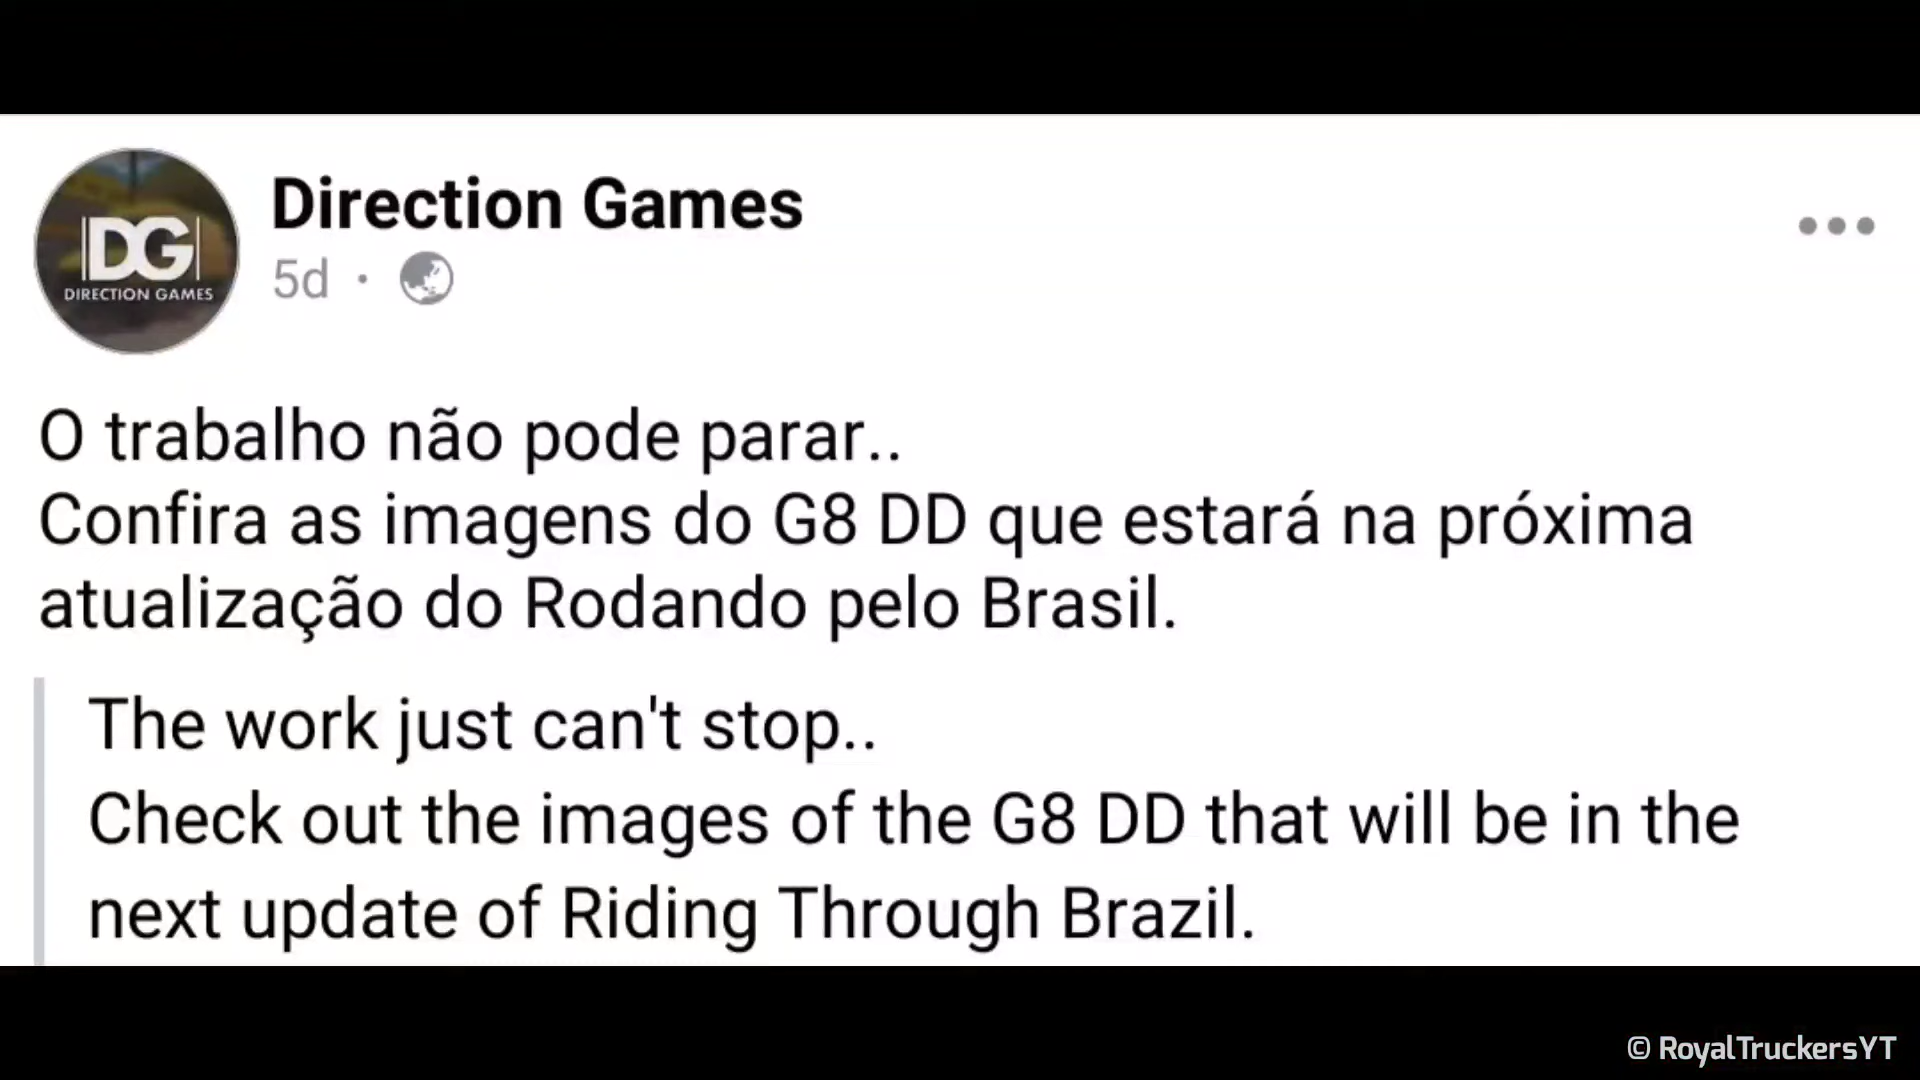 DG
DIRECTION GAMES
Direction Games
5d ·
O trabalho não pode parar..
Confira as imagens do G8 DD que estará na próxima
atualização do Rodando pelo Brasil.
The work just can't stop..
Check out the images of the G8 DD that will be in the
next update of Riding Through Brazil.
© RoyalTruckersYT